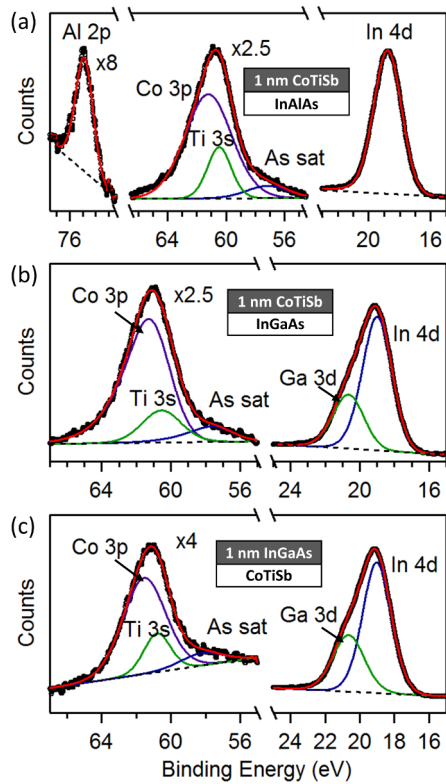 (a)
Al 2p
x8
x2.5
In 4d
Co 3p
1 nm CoTiSb
InAlAs
Ti 3s
As sat
Counts
76 64 60 56 20 16
(b)
Co 3p
x2.5
1 nm CoTiSb
InGaAs
In 4d
Ga 3d
Ti 3s
As sat
Counts
64 60 56 24 20 16
(c)
Co 3p
x4
1 nm InGaAs
CoTiSb
In 4d
Ga 3d
Ti 3s
As sat
Counts
64 60 56 22 20 18 16
Binding Energy (eV)